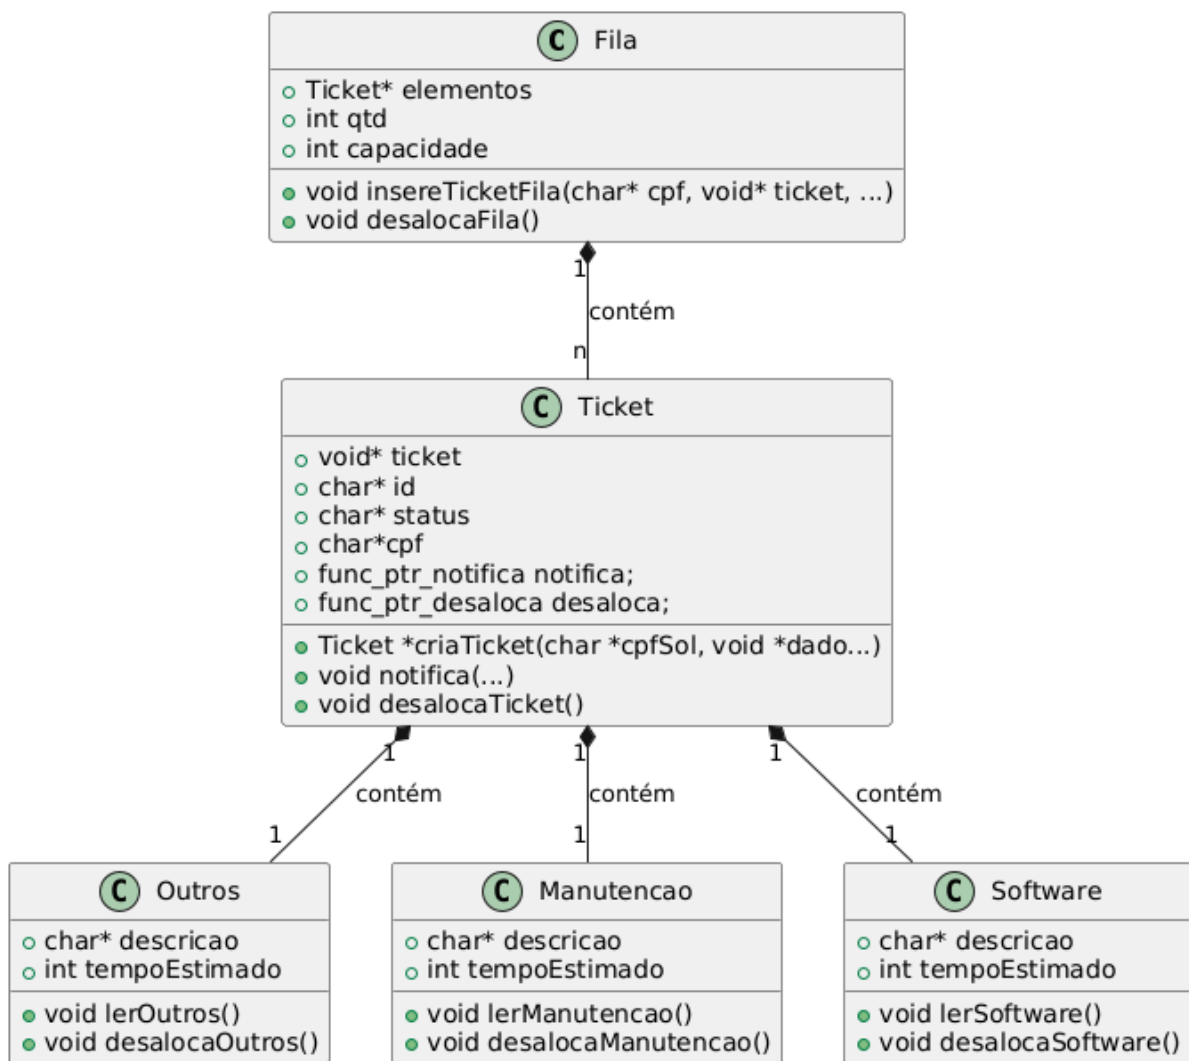 C Fila
Ticket* elementos
int qtd
int capacidade
void insereTicketFila(char* cpf, void* ticket, ...)
void desalocaFila()
1
contém
n
C Ticket
void* ticket
char* id
char* status
char*cpf
func_ptr_notifica notifica;
func_ptr_desaloca desaloca;
Ticket *criaTicket(char *cpfSol, void *dado...)
void notifica(...)
void desalocaTicket()
1 1 1
contém contém contém
1 1 1
C Outros
char* descricao
int tempoEstimado
void lerOutros()
void desalocaOutros()
C Manutencao
char* descricao
int tempoEstimado
void lerManutencao()
void desalocaManutencao()
C Software
char* descricao
int tempoEstimado
void lerSoftware()
void desalocaSoftware()